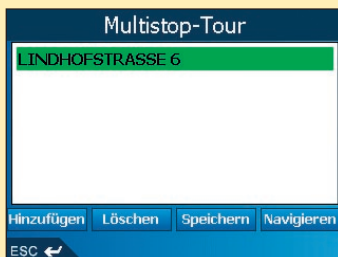 Multistop-Tour
LINDHOFSTRASSE 6
Hinzufügen Löschen Speichern Navigieren
ESC